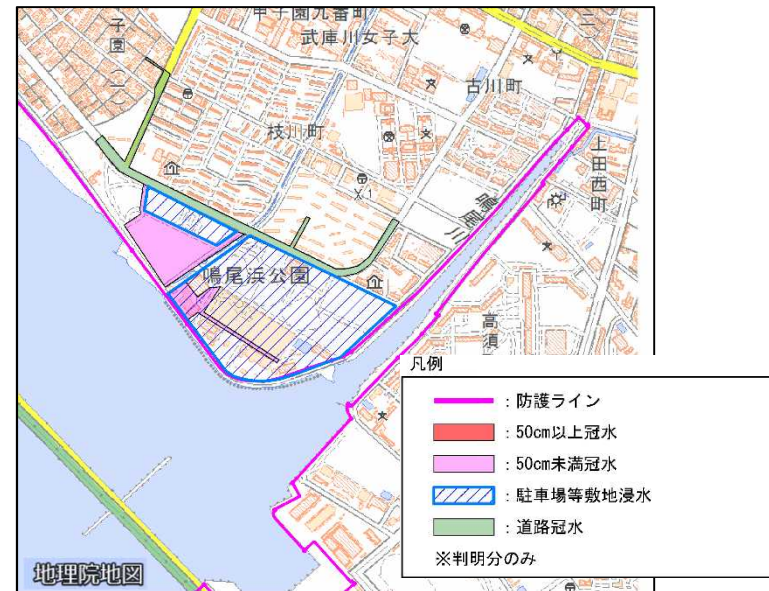 甲子園九番町
武庫川女子大
子園(一)
古川町
枝川町
上田西町
鳴尾川
鳴尾浜公園
高須
凡例
: 防護ライン
: 50cm以上冠水
: 50cm未満冠水
: 駐車場等敷地浸水
: 道路冠水
※判明分のみ
地理院地図